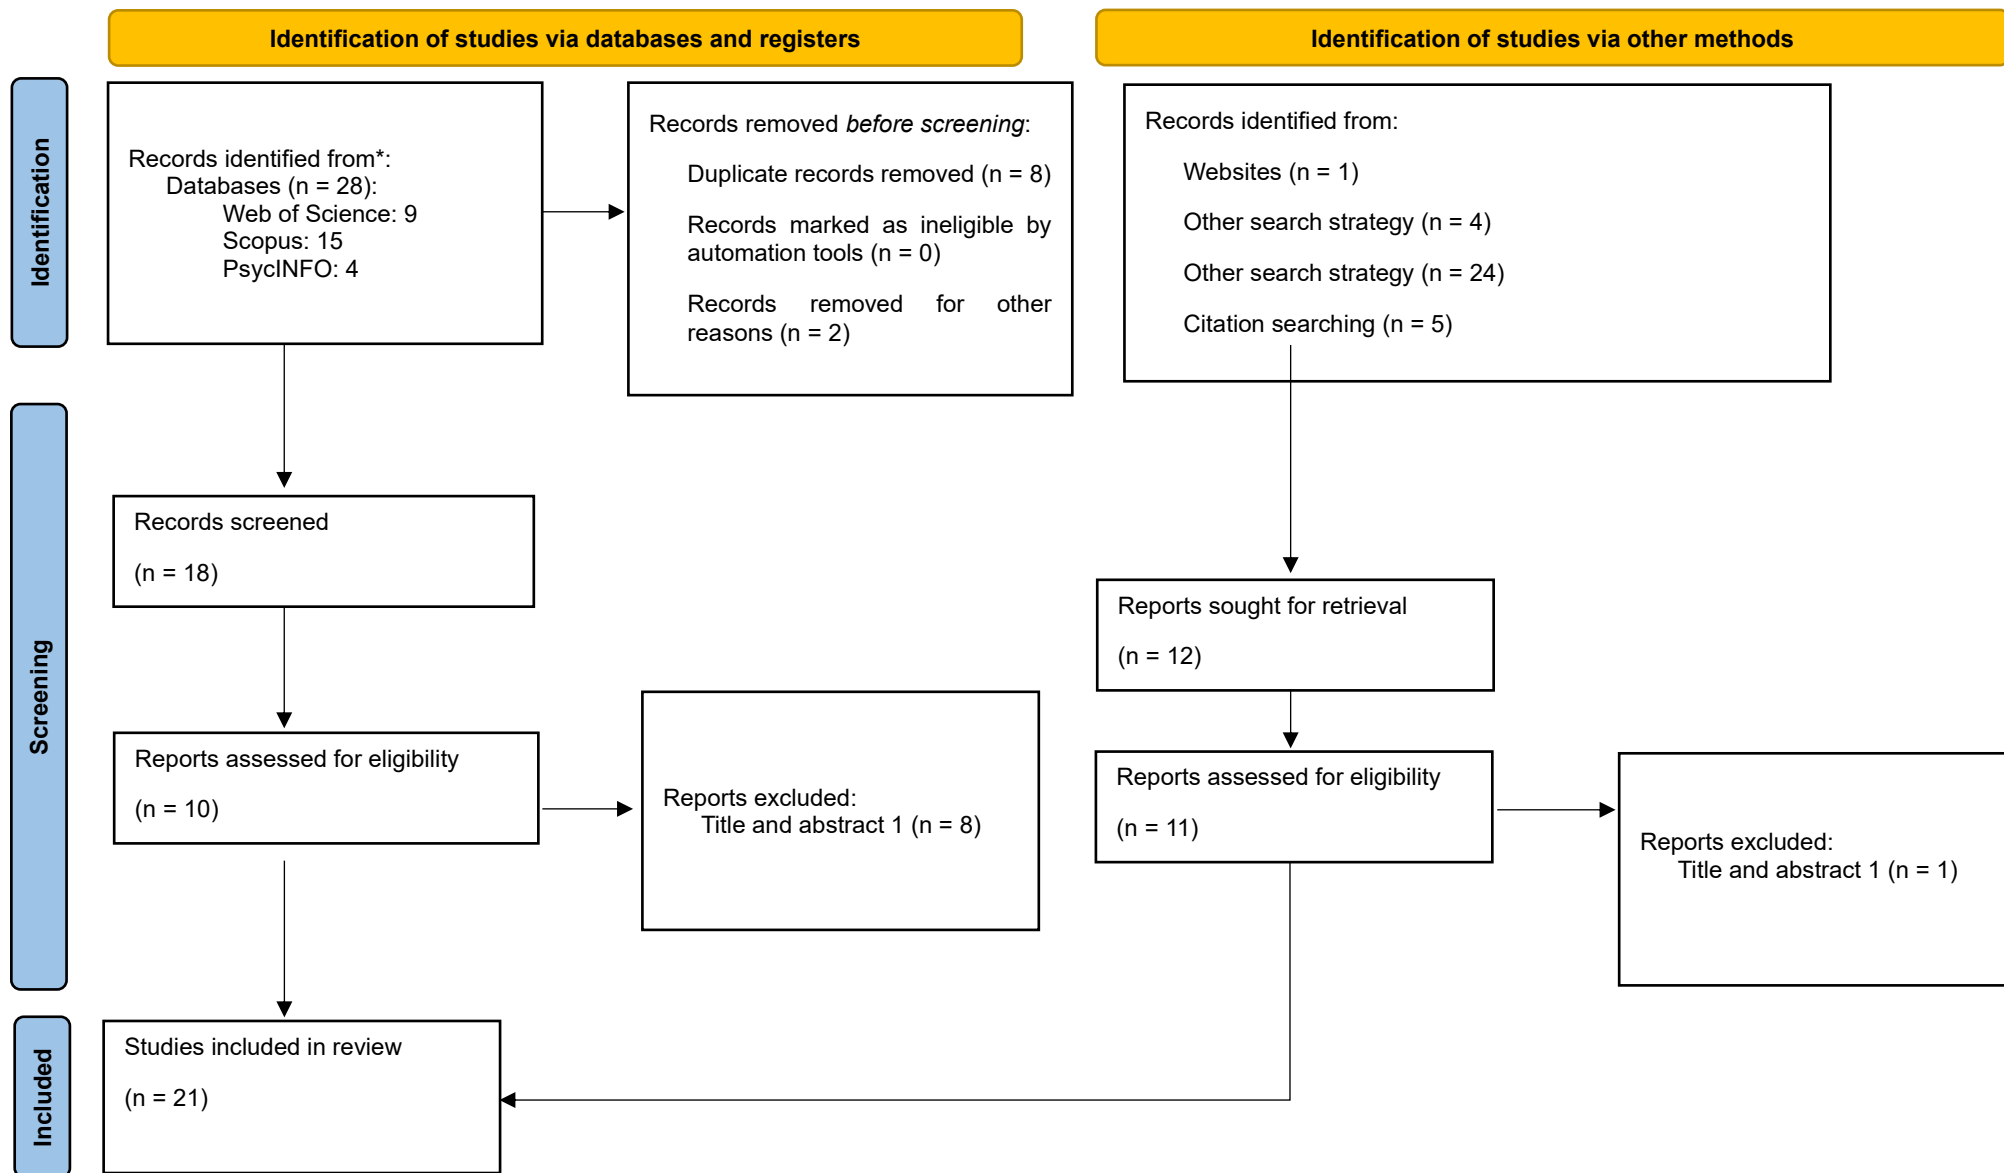 Identification of studies via databases and registers
Identification of studies via other methods
Identification
Records identified from*:
Databases (n = 28):
Web of Science: 9
Scopus: 15
PsycINFO: 4
Records removed before screening:
Duplicate records removed (n = 8)
Records marked as ineligible by
automation tools (n = 0)
Records removed for other
reasons (n = 2)
Records identified from:
Websites (n = 1)
Other search strategy (n = 4)
Other search strategy (n = 24)
Citation searching (n = 5)
Screening
Records screened
(n = 18)
Reports sought for retrieval
(n = 12)
Reports assessed for eligibility
(n = 10)
Reports excluded:
Title and abstract 1 (n = 8)
Reports assessed for eligibility
(n = 11)
Reports excluded:
Title and abstract 1 (n = 1)
Included
Studies included in review
(n = 21)